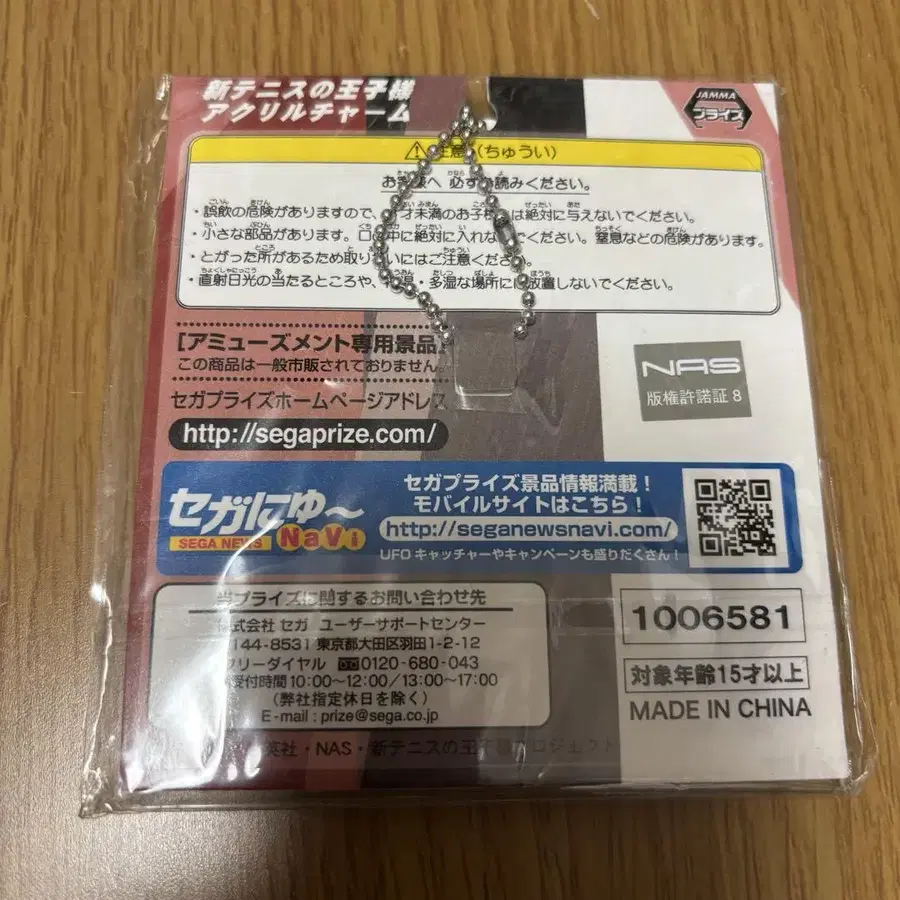 新テニスの王子様
アクリルチャーム
JAMMA
プライズ
注意(ちゅうい)
お 様へ 必ず 読みください。
・誤飲の危険がありますので、 才未満のお子 は絶対に与えないでください。
・小さな部品があります。口 中に絶対に入れな でください。窒息などの危険があります。
・とがった所があるため取り いにはご注意ください。
・直射日光の当たるところや、 温・多湿な場所には放置しないでください。
[アミューズメント専用景品]
この商品は一般市販されておりません。
セガプライズホームページアドレス
http://segaprize.com/
NAS
版権許諾証8
セガにゅ〜
SEGA NEWS NaVi
セガプライズ景品情報満載!
モバイルサイトはこちら!
http://seganewsnavi.com/
UFOキャッチャーやキャンペーンも盛りだくさん!
当プライズに関するお問い合わせ先
株式会社 セガ ユーザーサポートセンター
144-8531 東京都大田区羽田1-2-12
フリーダイヤル 0120-680-043
受付時間 10:00〜12:00/13:00〜17:00
(弊社指定休日を除く)
E-mail : prize@sega.co.jp
1006581
対象年齢15才以上
MADE IN CHINA
英社・NAS・新テニスの王子様プロジェクト